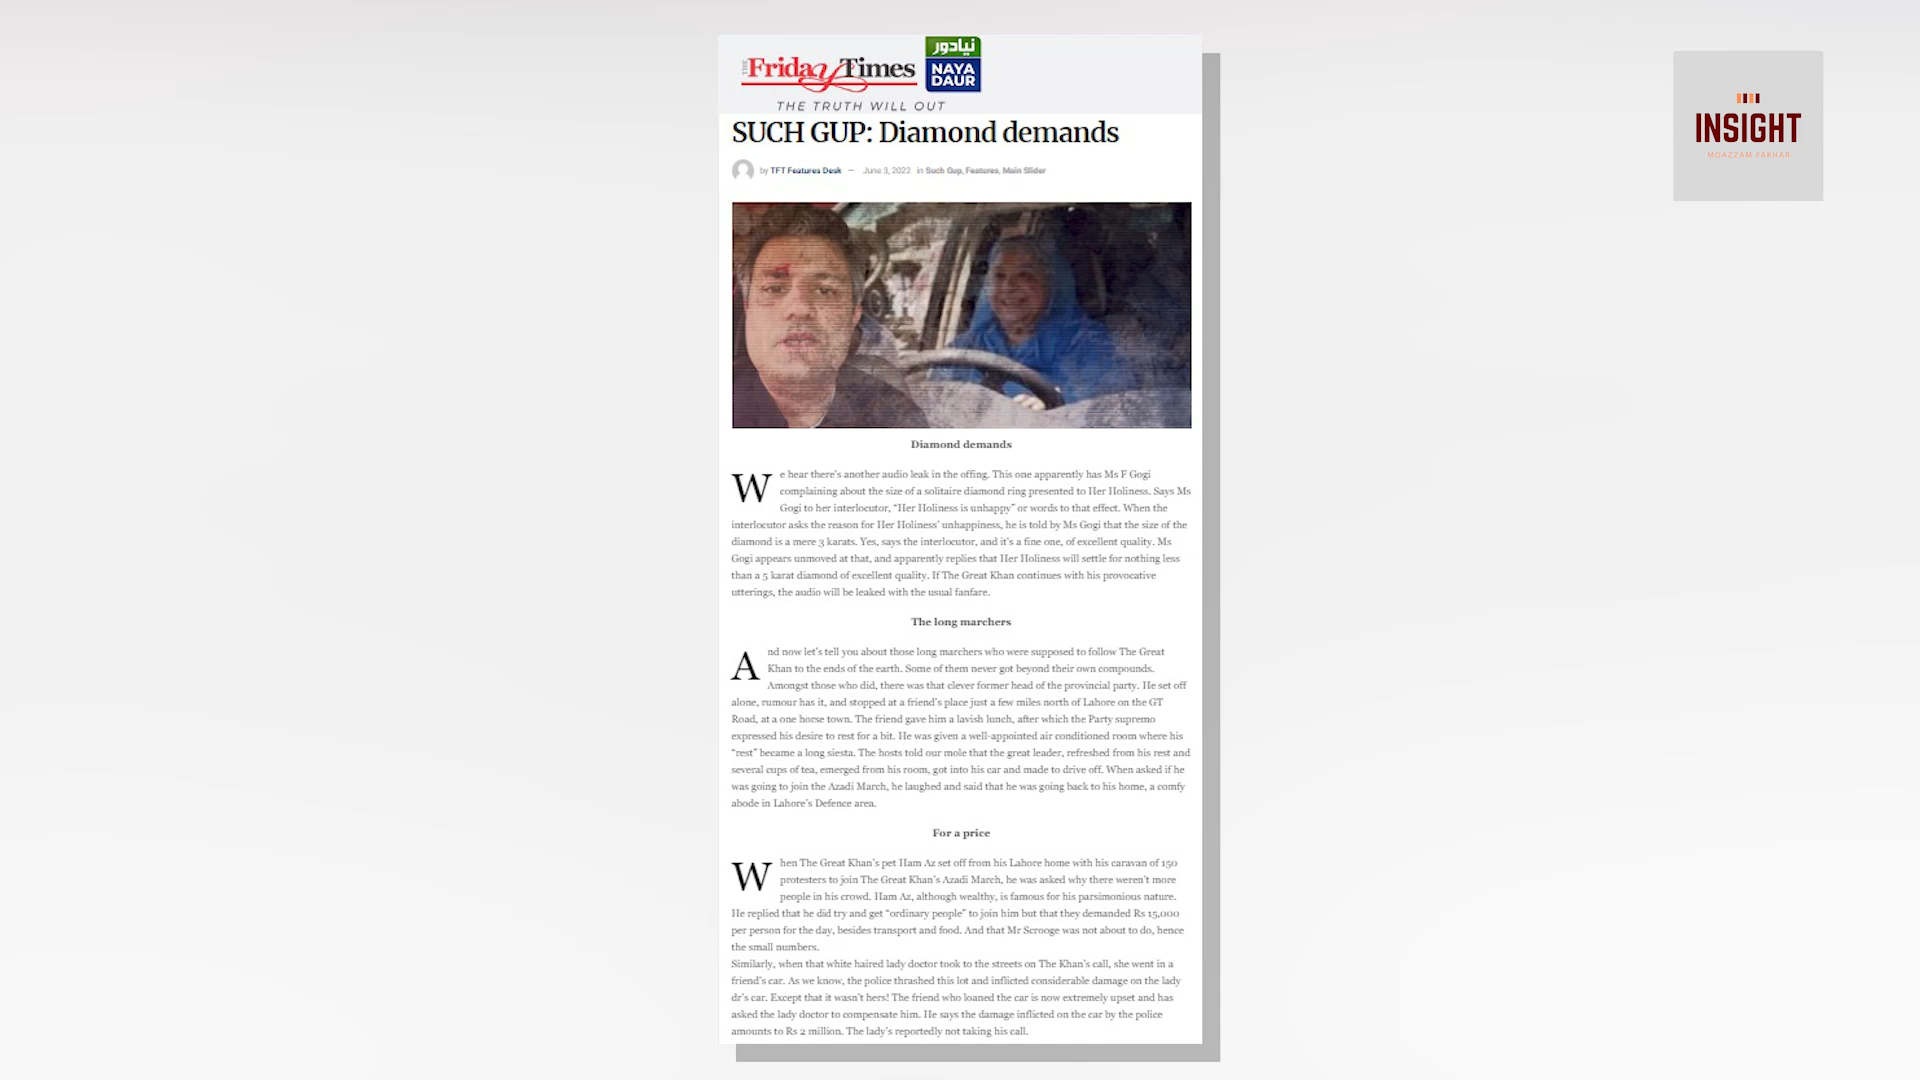 THE Friday Times
نیادور
NAYA
DAUR
THE TRUTH WILL OUT
INSIGHT
MOAZZAM FAKHAR
SUCH GUP: Diamond demands
by TFT Features Desk — June 3, 2022 in Such Gup, Features, Main Slider
Diamond demands
We hear there's another audio leak in the offing. This one apparently has Ms F Gogi
complaining about the size of a solitaire diamond ring presented to Her Holiness. Says Ms
Gogi to her interlocutor, “Her Holiness is unhappy” or words to that effect. When the
interlocutor asks the reason for Her Holiness' unhappiness, he is told by Ms Gogi that the size of the
diamond is a mere 3 karats. Yes, says the interlocutor, and it's a fine one, of excellent quality. Ms
Gogi appears unmoved at that, and apparently replies that Her Holiness will settle for nothing less
than a 5 karat diamond of excellent quality. If The Great Khan continues with his provocative
utterings, the audio will be leaked with the usual fanfare.
The long marchers
And now let's tell you about those long marchers who were supposed to follow The Great
Khan to the ends of the earth. Some of them never got beyond their own compounds.
Amongst those who did, there was that clever former head of the provincial party. He set off
alone, rumour has it, and stopped at a friend's place just a few miles north of Lahore on the GT
Road, at a one horse town. The friend gave him a lavish lunch, after which the Party supremo
expressed his desire to rest for a bit. He was given a well-appointed air conditioned room where his
“rest” became a long siesta. The hosts told our mole that the great leader, refreshed from his rest and
several cups of tea, emerged from his room, got into his car and made to drive off. When asked if he
was going to join the Azadi March, he laughed and said that he was going back to his home, a comfy
abode in Lahore's Defence area.
For a price
When The Great Khan's pet Ham Az set off from his Lahore home with his caravan of 150
protesters to join The Great Khan's Azadi March, he was asked why there weren't more
people in his crowd. Ham Az, although wealthy, is famous for his parsimonious nature.
He replied that he did try and get “ordinary people” to join him but that they demanded Rs 15,000
per person for the day, besides transport and food. And that Mr Scrooge was not about to do, hence
the small numbers.
Similarly, when that white haired lady doctor took to the streets on The Khan's call, she went in a
friend's car. As we know, the police thrashed this lot and inflicted considerable damage on the lady
dr's car. Except that it wasn't hers! The friend who loaned the car is now extremely upset and has
asked the lady doctor to compensate him. He says the damage inflicted on the car by the police
amounts to Rs 2 million. The lady's reportedly not taking his call.